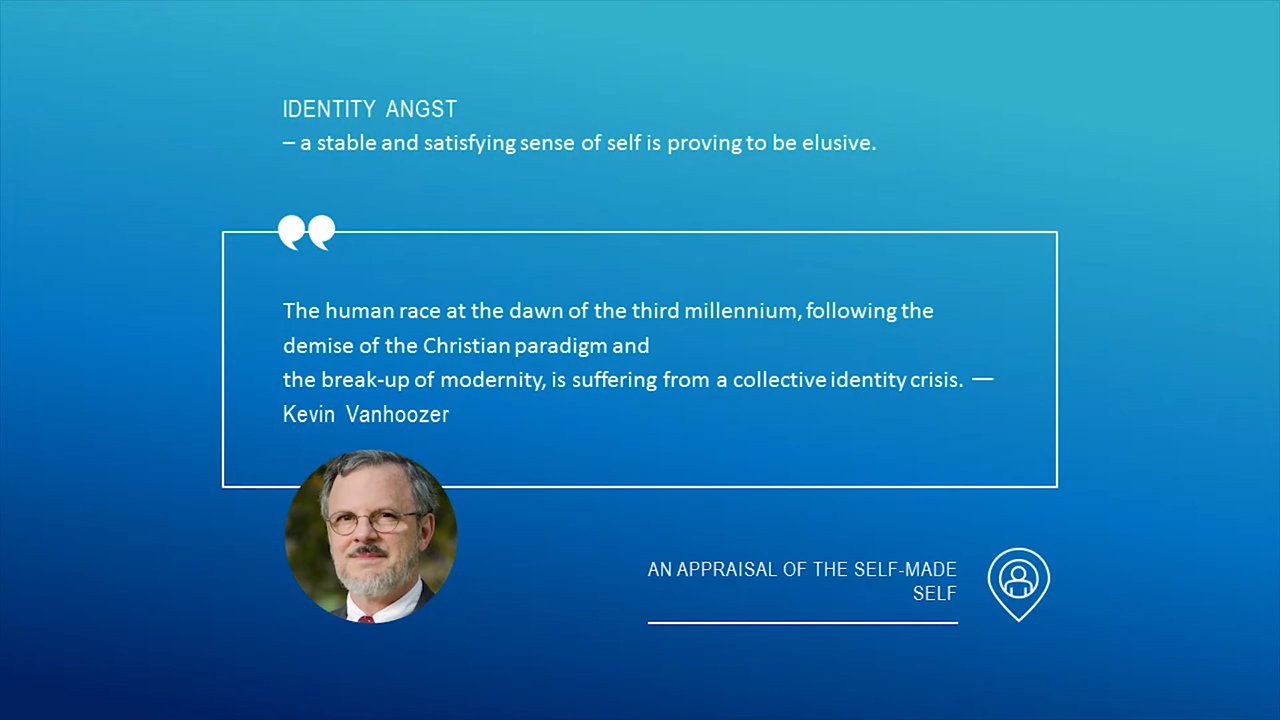 IDENTITY ANGST
– a stable and satisfying sense of self is proving to be elusive.
The human race at the dawn of the third millennium, following the
demise of the Christian paradigm and
the break-up of modernity, is suffering from a collective identity crisis. —
Kevin Vanhoozer
AN APPRAISAL OF THE SELF-MADE
SELF